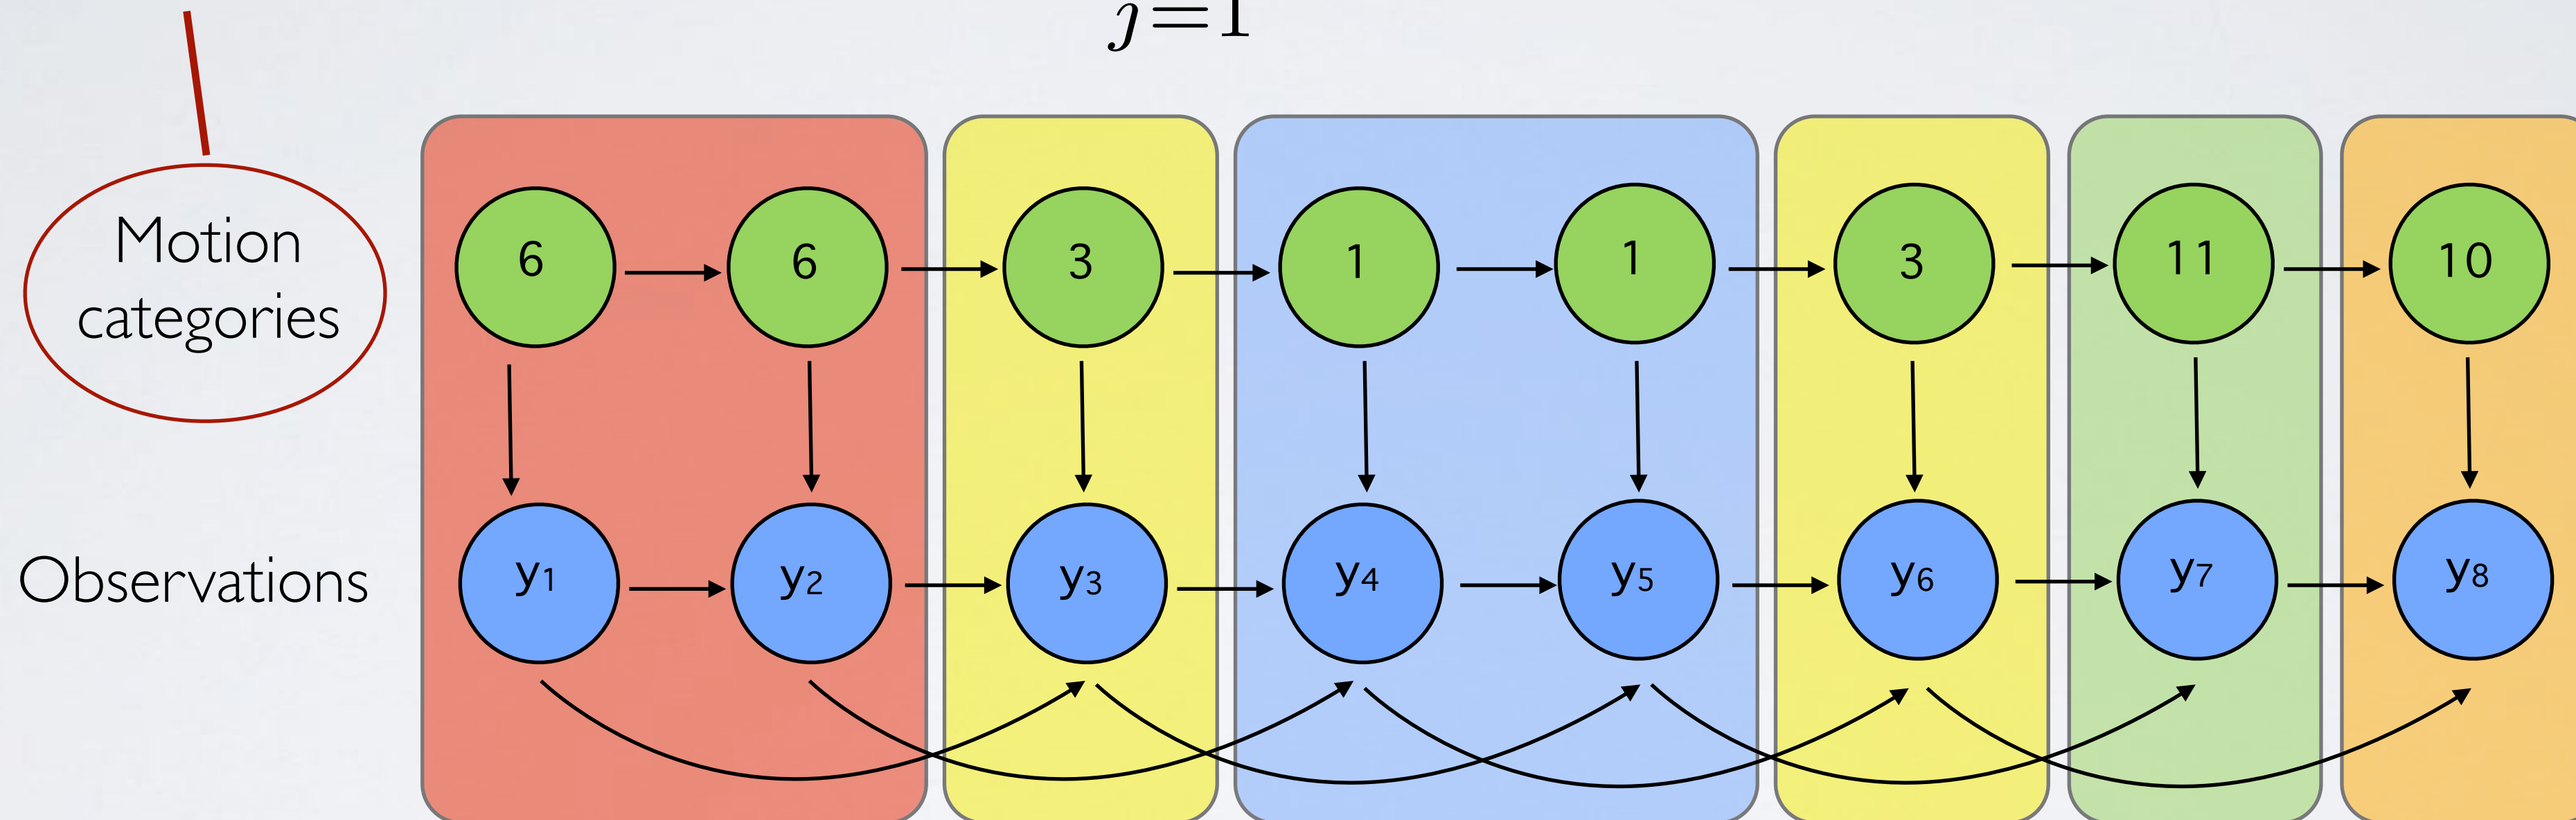 j=1
Motion
categories
6 6 3 1 1 3 11 10
Observations
y1 y2 y3 y4 y5 y6 y7 y8